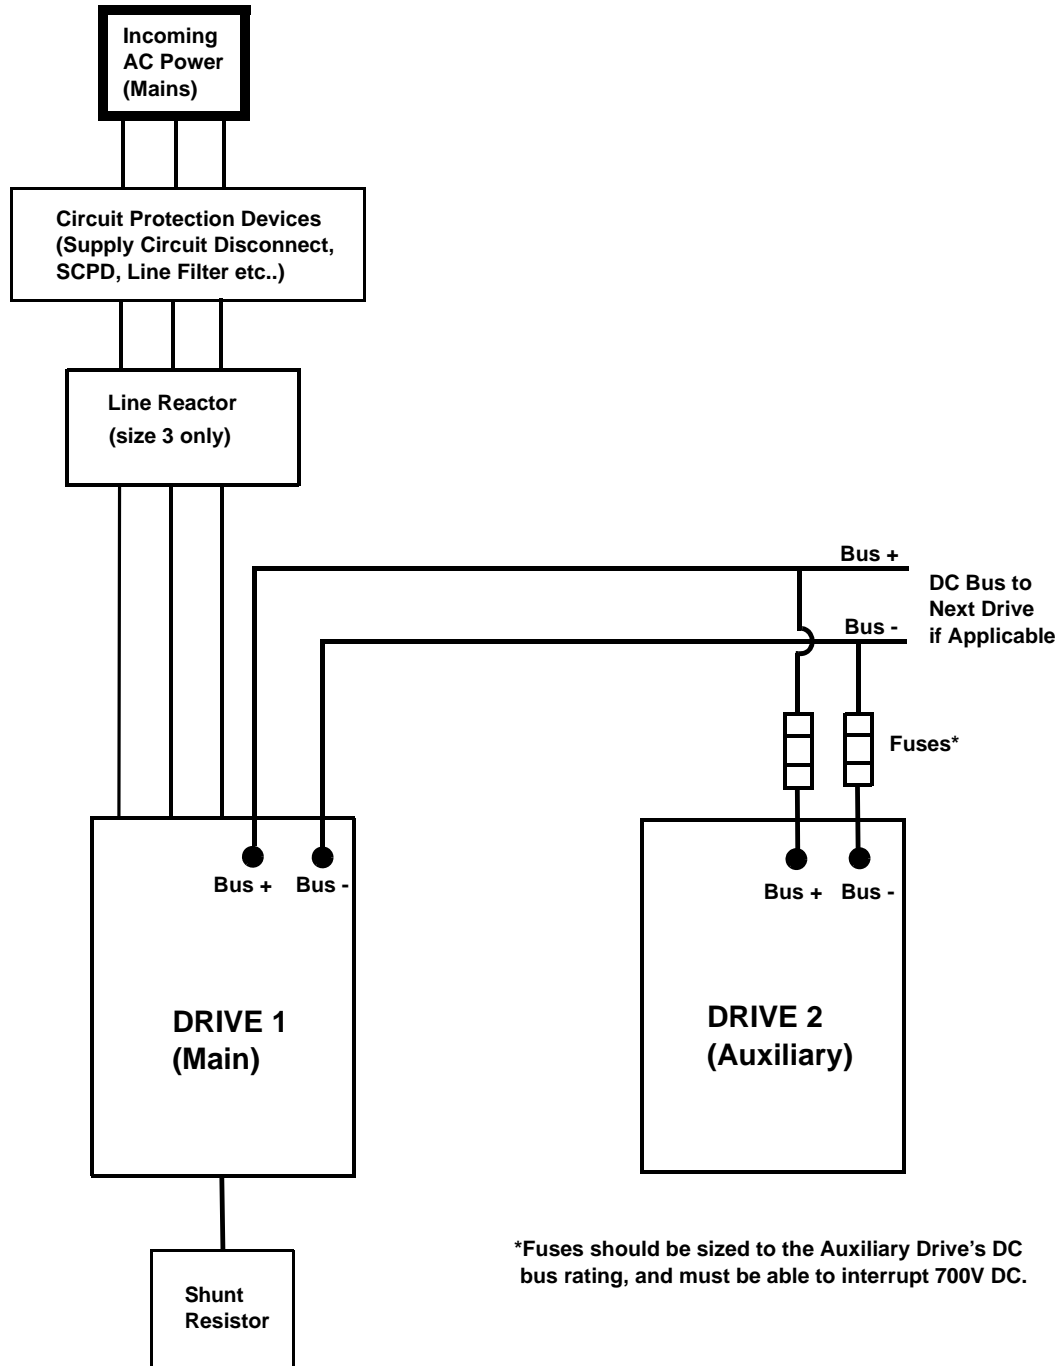 Incoming
AC Power
(Mains)
Circuit Protection Devices
(Supply Circuit Disconnect,
SCPD, Line Filter etc..)
Line Reactor
(size 3 only)
Bus +
DC Bus to
Next Drive
if Applicable
Bus -
Fuses*
Bus + Bus -
Bus + Bus -
DRIVE 1
(Main)
DRIVE 2
(Auxiliary)
*Fuses should be sized to the Auxiliary Drive's DC
bus rating, and must be able to interrupt 700V DC.
Shunt
Resistor